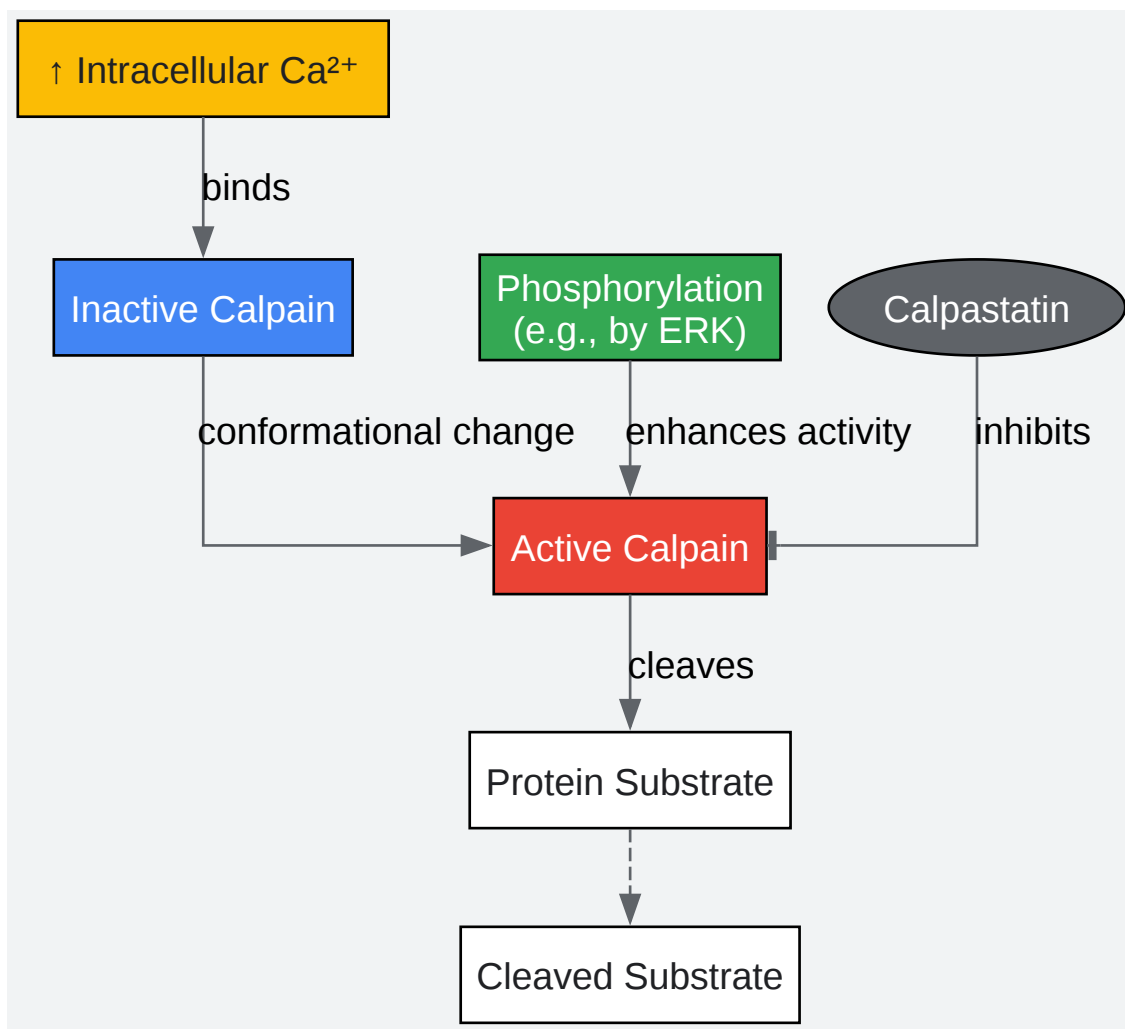 ↑ Intracellular Ca²⁺
binds
Inactive Calpain
Phosphorylation
(e.g., by ERK)
Calpastatin
conformational change
enhances activity
inhibits
Active Calpain
cleaves
Protein Substrate
Cleaved Substrate